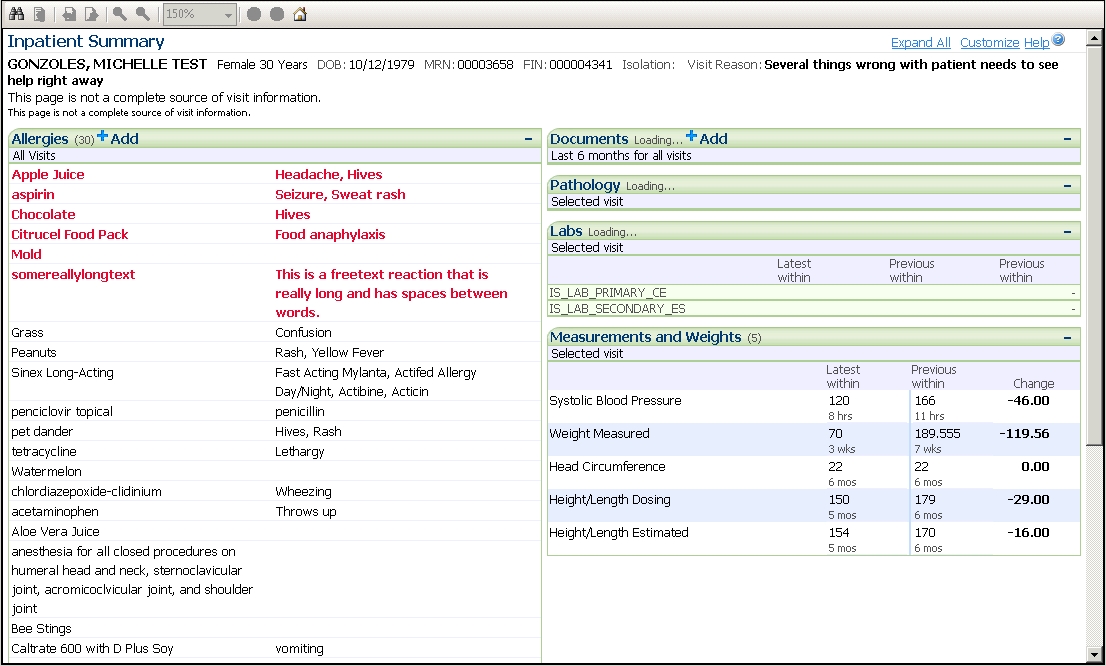 150%
Inpatient Summary
Expand All Customize Help ?
GONZOLES, MICHELLE TEST Female 30 Years DOB: 10/12/1979 MRN: 00003658 FIN: 000004341 Isolation: Visit Reason: Several things wrong with patient needs to see
help right away
This page is not a complete source of visit information.
This page is not a complete source of visit information.
Allergies (30) + Add −
All Visits
Apple Juice Headache, Hives
aspirin Seizure, Sweat rash
Chocolate Hives
Citrucel Food Pack Food anaphylaxis
Mold
somereallylongtext This is a freetext reaction that is
really long and has spaces between
words.
Grass Confusion
Peanuts Rash, Yellow Fever
Sinex Long-Acting Fast Acting Mylanta, Actifed Allergy
Day/Night, Actibine, Acticin
penciclovir topical penicillin
pet dander Hives, Rash
tetracycline Lethargy
Watermelon
chlordiazepoxide-clidinium Wheezing
acetaminophen Throws up
Aloe Vera Juice
anesthesia for all closed procedures on
humeral head and neck, sternoclavicular
joint, acromicoclvicular joint, and shoulder
joint
Bee Stings
Caltrate 600 with D Plus Soy vomiting
Documents Loading... + Add −
Last 6 months for all visits
Pathology Loading... −
Selected visit
Labs Loading... −
Selected visit
Latest Previous Previous
within within within
IS_LAB_PRIMARY_CE -
IS_LAB_SECONDARY_ES -
Measurements and Weights (5) −
Selected visit
Latest Previous
within within Change
Systolic Blood Pressure 120 166 -46.00
8 hrs 11 hrs
Weight Measured 70 189.555 -119.56
3 wks 7 wks
Head Circumference 22 22 0.00
6 mos 6 mos
Height/Length Dosing 150 179 -29.00
5 mos 6 mos
Height/Length Estimated 154 170 -16.00
5 mos 6 mos